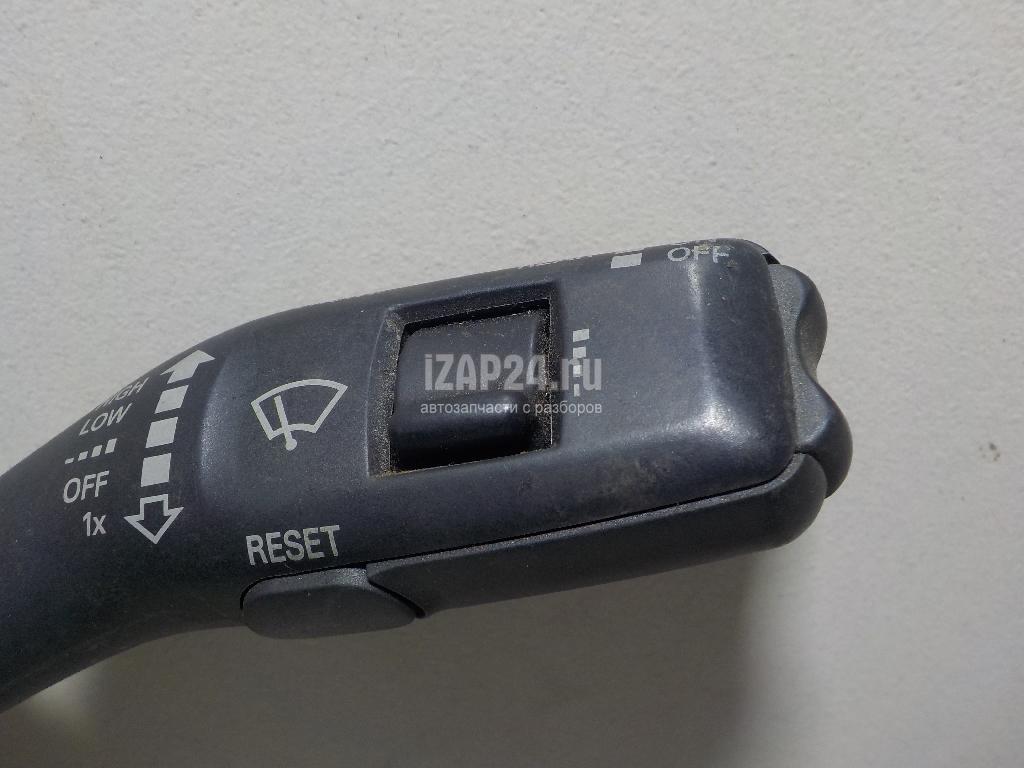 OFF
iZAP24.ru
автозапчасти с разборов
HIGH
LOW
OFF
1x
RESET